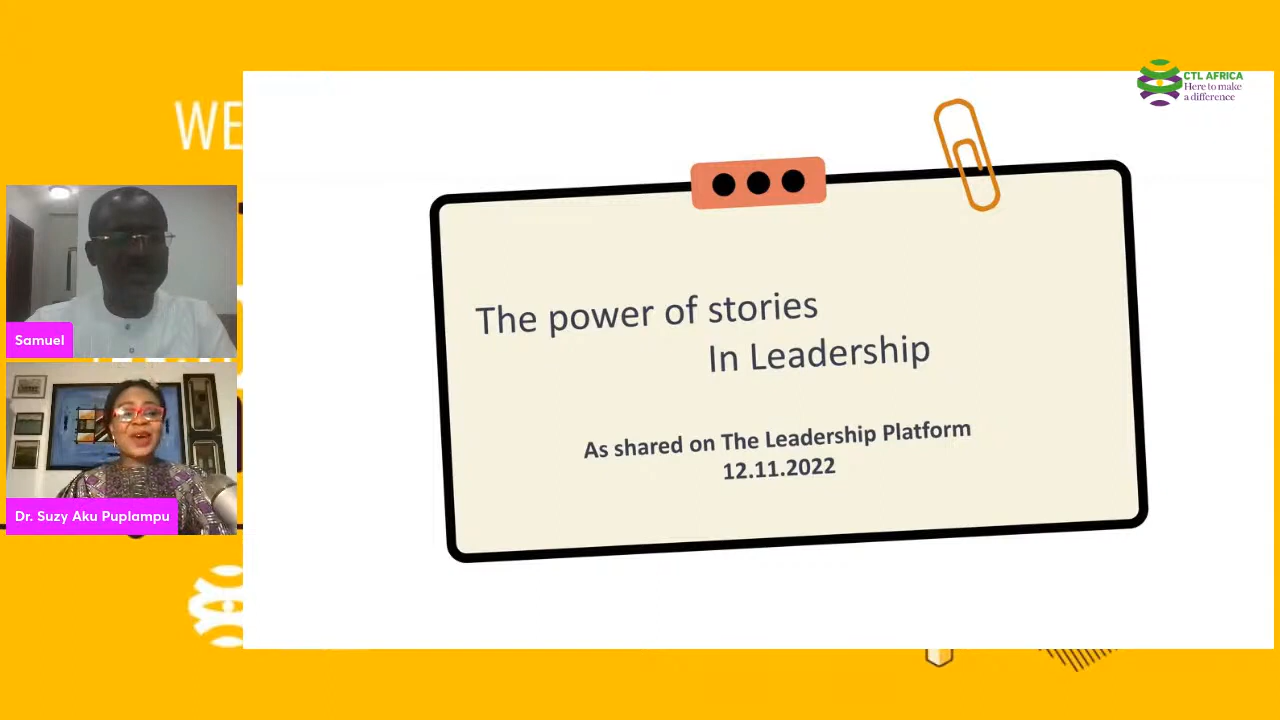 WE
CTL AFRICA
Here to make
a difference
Samuel
Dr. Suzy Aku Puplampu
The power of stories
In Leadership
As shared on The Leadership Platform
12.11.2022